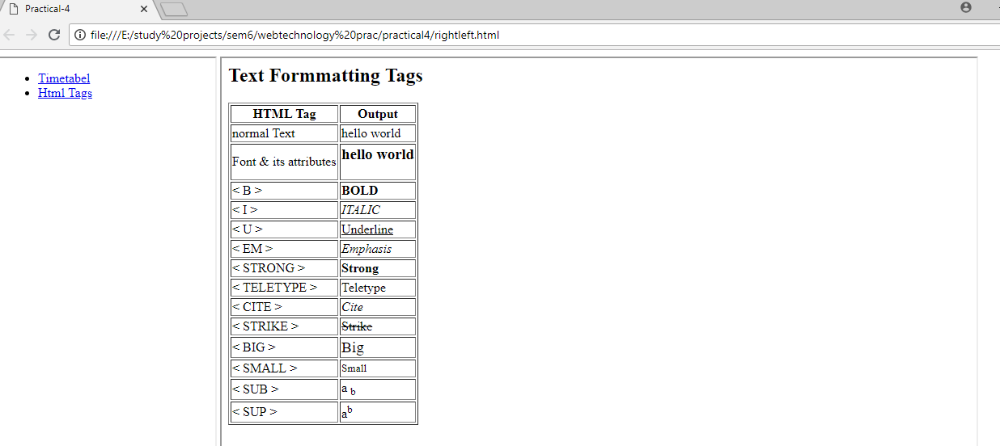 Practical-4
file:///E:/study%20projects/sem6/webtechnology%20prac/practical4/rightleft.html
Timetabel
Html Tags
Text Formmatting Tags
HTML Tag Output
normal Text hello world
Font & its attributes hello world
< B > BOLD
< I > ITALIC
< U > Underline
< EM > Emphasis
< STRONG > Strong
< TELETYPE > Teletype
< CITE > Cite
< STRIKE > Strike
< BIG > Big
< SMALL > Small
< SUB > a b
< SUP > ab